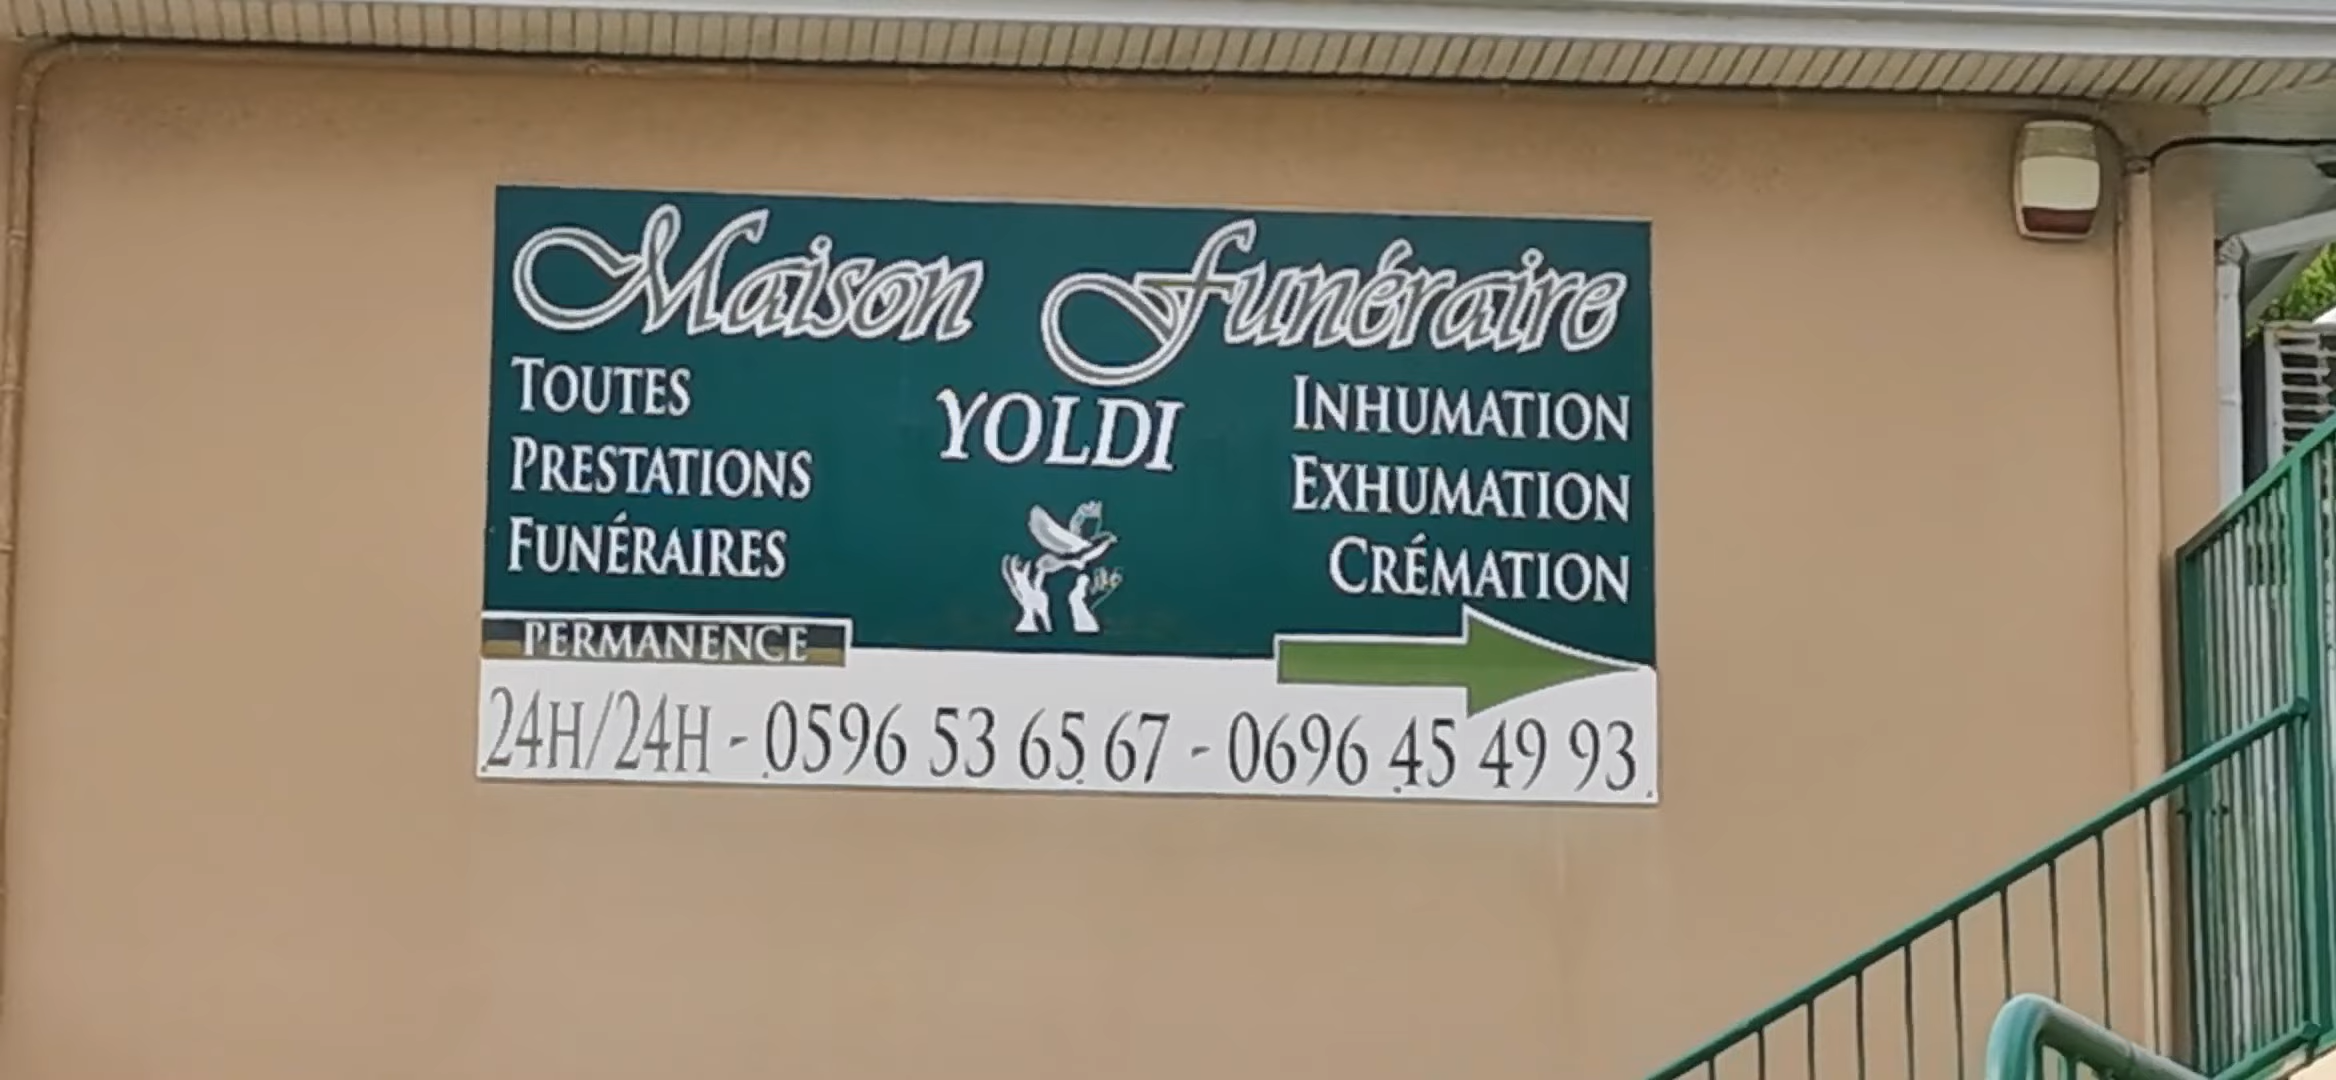 Maison Funéraire
YOLDI
TOUTES
PRESTATIONS
FUNÉRAIRES
INHUMATION
EXHUMATION
CRÉMATION
PERMANENCE
24H/24H - 0596 53 65 67 - 0696 45 49 93